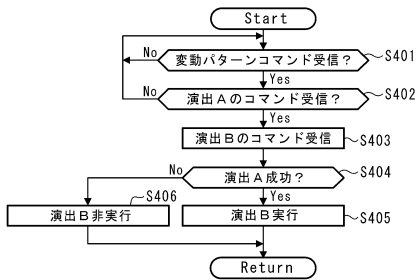 Start
No
変動パターンコマンド受信？
S401
Yes
No
演出Ａのコマンド受信？
S402
Yes
演出Ｂのコマンド受信
S403
No
演出Ａ成功？
S404
Yes
S406
演出Ｂ非実行
演出Ｂ実行
S405
Return